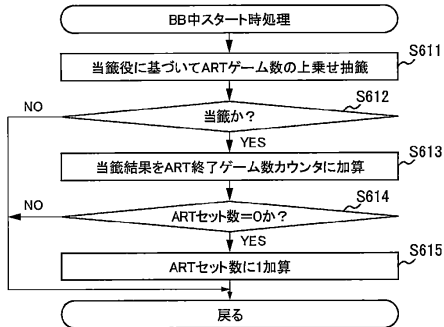 BB中スタート時処理
S611
当籤役に基づいてARTゲーム数の上乗せ抽籤
S612
NO
当籤か?
YES
S613
当籤結果をART終了ゲーム数カウンタに加算
S614
NO
ARTセット数=0か?
YES
S615
ARTセット数に1加算
戻る